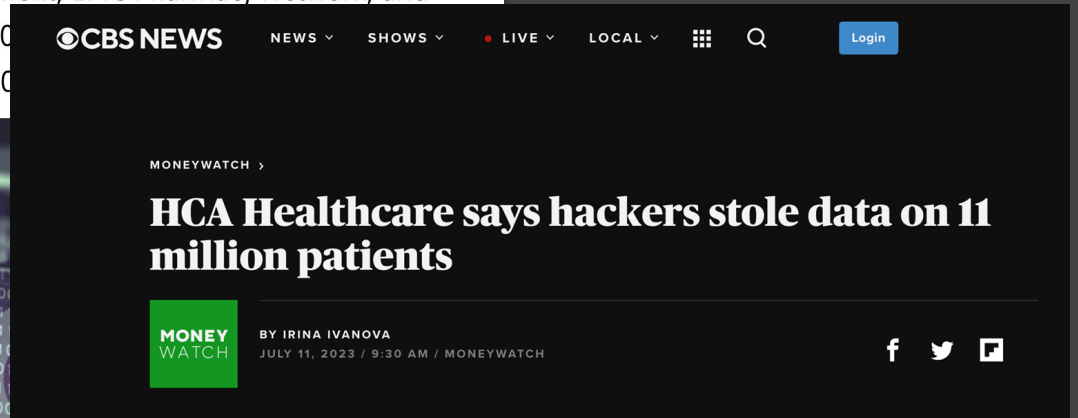 CBS NEWS NEWS SHOWS LIVE LOCAL Login
MONEYWATCH
HCA Healthcare says hackers stole data on 11
million patients
MONEY
WATCH
BY IRINA IVANOVA
JULY 11, 2023 / 9:30 AM / MONEYWATCH